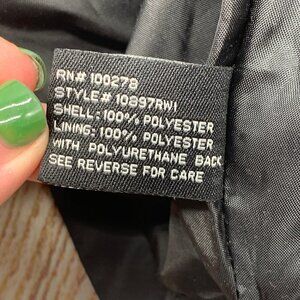 RN# 100279
STYLE# 10897RW1
SHELL: 100% POLYESTER
LINING: 100% POLYESTER
WITH POLYURETHANE BACK
SEE REVERSE FOR CARE